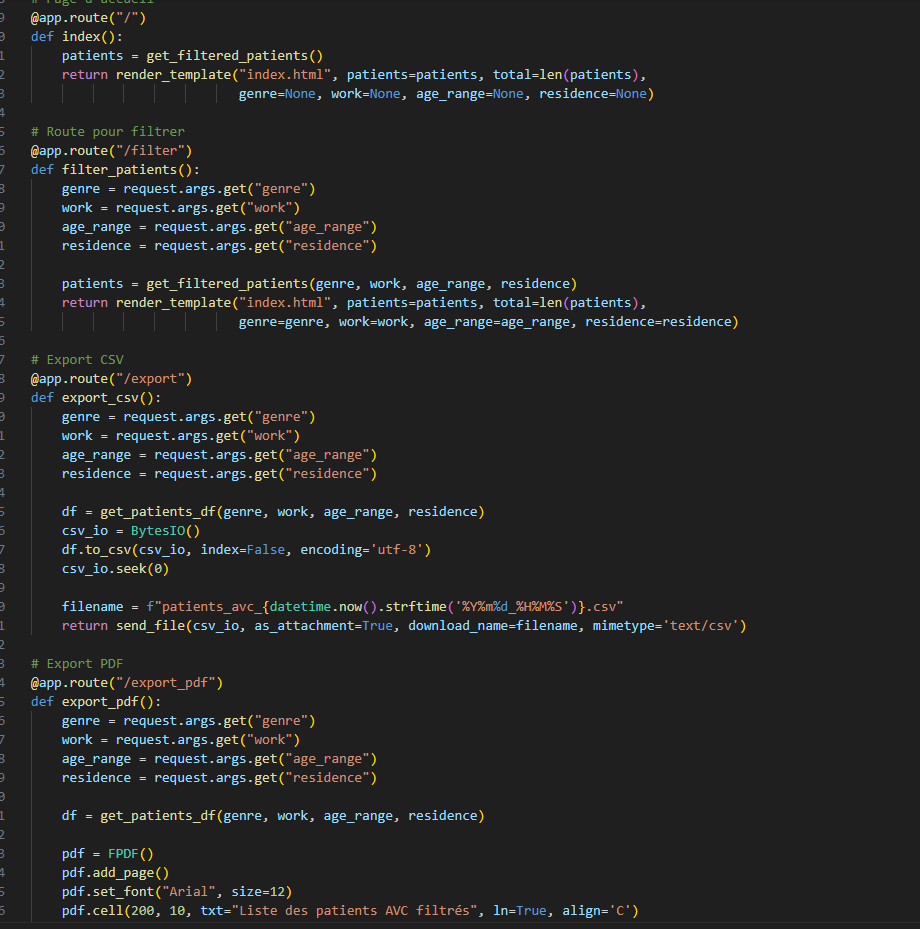 # Page d'accueil
@app.route("/")
def index():
    patients = get_filtered_patients()
    return render_template("index.html", patients=patients, total=len(patients),
                           genre=None, work=None, age_range=None, residence=None)
# Route pour filtrer
@app.route("/filter")
def filter_patients():
    genre = request.args.get("genre")
    work = request.args.get("work")
    age_range = request.args.get("age_range")
    residence = request.args.get("residence")
    patients = get_filtered_patients(genre, work, age_range, residence)
    return render_template("index.html", patients=patients, total=len(patients),
                           genre=genre, work=work, age_range=age_range, residence=residence)
# Export CSV
@app.route("/export")
def export_csv():
    genre = request.args.get("genre")
    work = request.args.get("work")
    age_range = request.args.get("age_range")
    residence = request.args.get("residence")
    df = get_patients_df(genre, work, age_range, residence)
    csv_io = BytesIO()
    df.to_csv(csv_io, index=False, encoding='utf-8')
    csv_io.seek(0)
    filename = f"patients_avc_{datetime.now().strftime('%Y%m%d_%H%M%S')}.csv"
    return send_file(csv_io, as_attachment=True, download_name=filename, mimetype='text/csv')
# Export PDF
@app.route("/export_pdf")
def export_pdf():
    genre = request.args.get("genre")
    work = request.args.get("work")
    age_range = request.args.get("age_range")
    residence = request.args.get("residence")
    df = get_patients_df(genre, work, age_range, residence)
    pdf = FPDF()
    pdf.add_page()
    pdf.set_font("Arial", size=12)
    pdf.cell(200, 10, txt="Liste des patients AVC filtrés", ln=True, align='C')